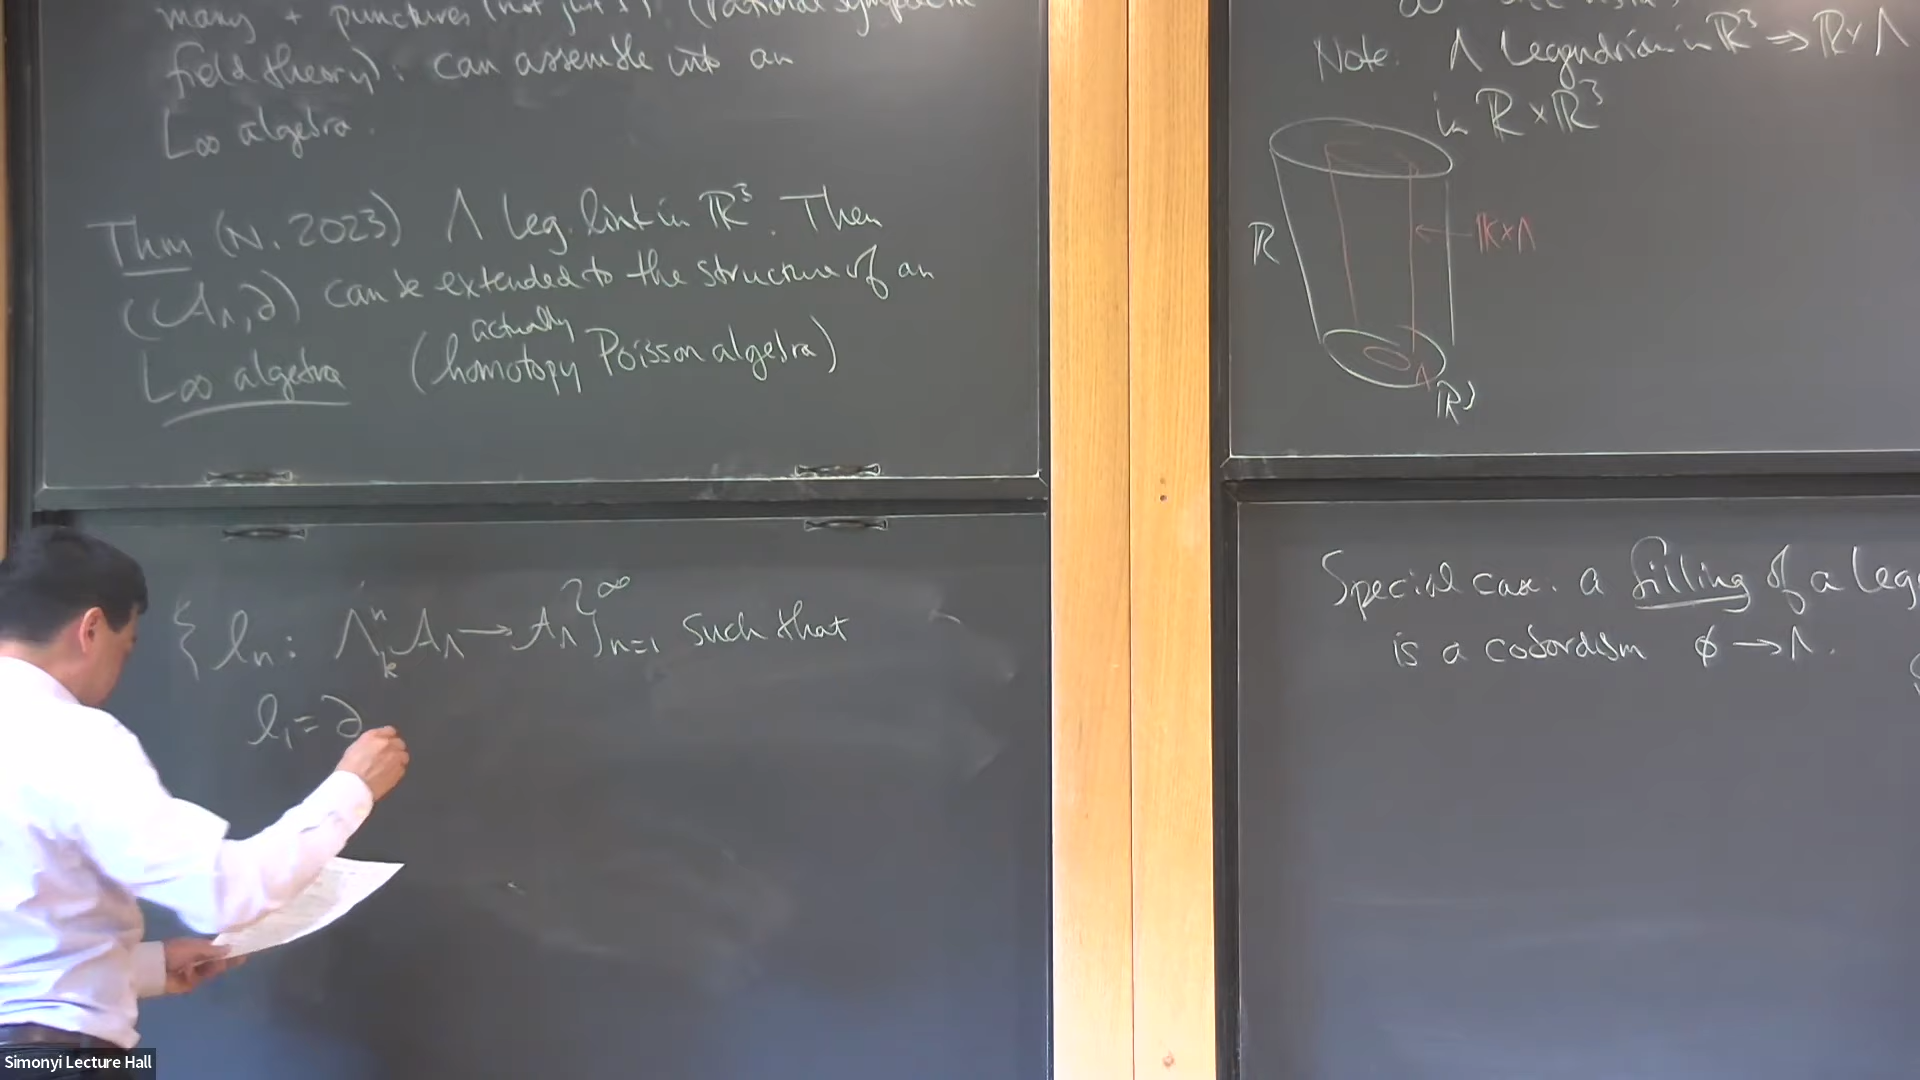 many + punctures (not just 1). (rational symplectic
field theory): can assemble into an
L∞ algebra.
Thm (N. 2023) Λ Leg. link in ℝ³. Then
(𝒜_Λ, ∂) can be extended to the structure of an
L∞ algebra (actually homotopy Poisson algebra)
{ℓ_n: Λ^n_k 𝒜_Λ → 𝒜_Λ}^∞_{n=1} such that
ℓ_1 = ∂
Note. Λ Legendrian in ℝ³ ⇒ ℝ×Λ
in ℝ×ℝ³
ℝ
ℝ×Λ
Λ
ℝ³
Special case. a filling of a Leg
is a cobordism ∅ → Λ.
Simonyi Lecture Hall